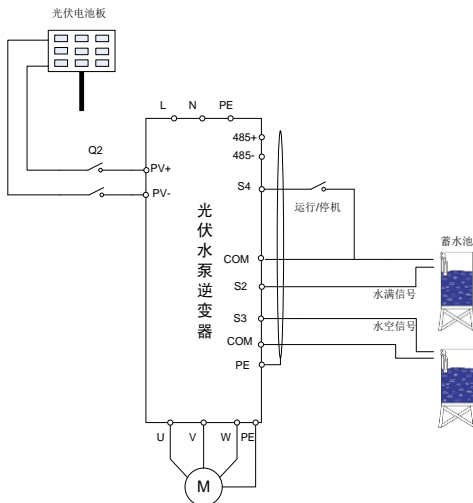 光伏电池板
L N PE
Q2
485+
485-
PV+
PV-
S4
运行/停机
光伏水泵逆变器
COM
蓄水池
S2
水满信号
S3
水空信号
COM
PE
U V W PE
M